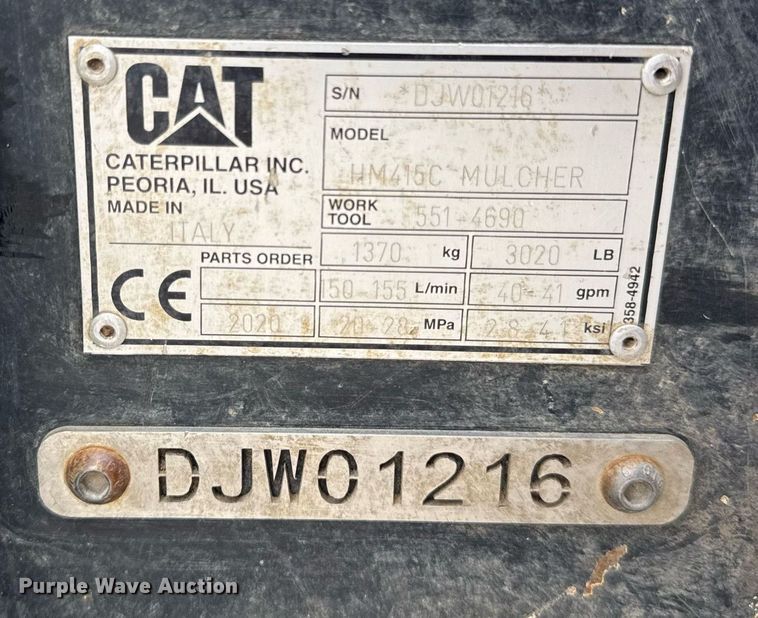 CAT
CATERPILLAR INC.
PEORIA, IL. USA
MADE IN
ITALY
S/N *DJW01216*
MODEL
HM415C MULCHER
WORK TOOL 551-4690
PARTS ORDER 1370 kg 3020 LB
CE 150-155 L/min 40-41 gpm
2020 20-28 MPa 2.8-4.1 ksi
358-4942
DJW01216
Purple Wave Auction